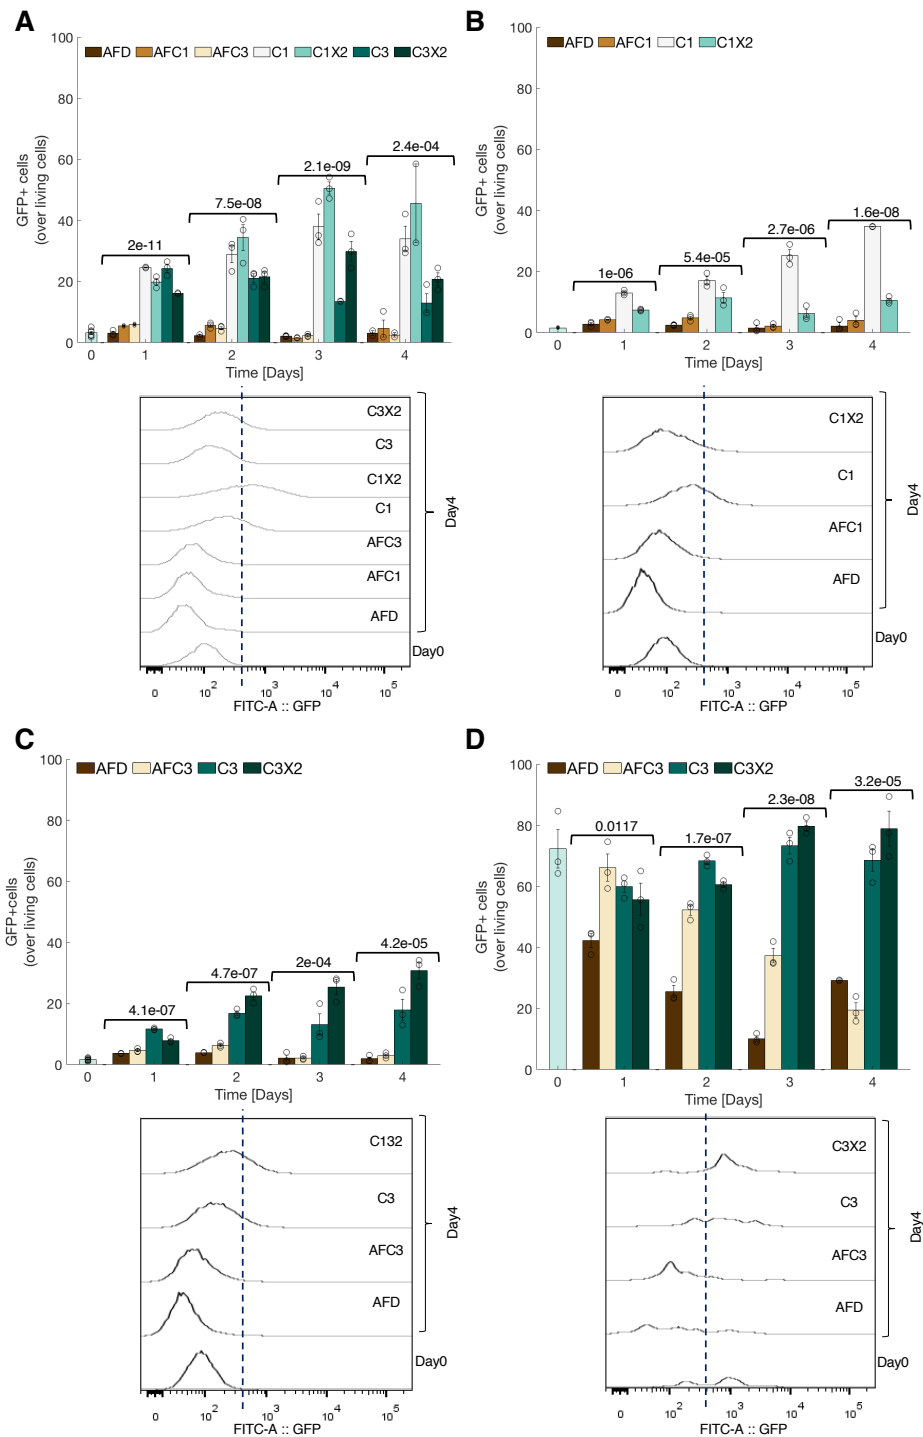 A
100
80
60
40
20
0
GFP+ cells
(over living cells)
AFD AFC1 AFC3 C1 C1X2 C3 C3X2
2e-11
7.5e-08
2.1e-09
2.4e-04
0 1 2 3 4
Time [Days]
C3X2
C3
C1X2
C1
AFC3
AFC1
AFD
Day4
Day0
0 10^2 10^3 10^4 10^5
FITC-A :: GFP
B
100
80
60
40
20
0
GFP+ cells
(over living cells)
AFD AFC1 C1 C1X2
1e-06
5.4e-05
2.7e-06
1.6e-08
0 1 2 3 4
Time [Days]
C1X2
C1
AFC1
AFD
Day4
Day0
0 10^2 10^3 10^4 10^5
FITC-A :: GFP
C
100
80
60
40
20
0
GFP+cells
(over living cells)
AFD AFC3 C3 C3X2
4.1e-07
4.7e-07
2e-04
4.2e-05
0 1 2 3 4
Time [Days]
C132
C3
AFC3
AFD
Day4
Day0
0 10^2 10^3 10^4 10^5
FITC-A :: GFP
D
100
80
60
40
20
0
GFP+ cells
(over living cells)
AFD AFC3 C3 C3X2
0.0117
1.7e-07
2.3e-08
3.2e-05
0 1 2 3 4
Time [Days]
C3X2
C3
AFC3
AFD
Day4
Day0
0 10^2 10^3 10^4 10^5
FITC-A :: GFP